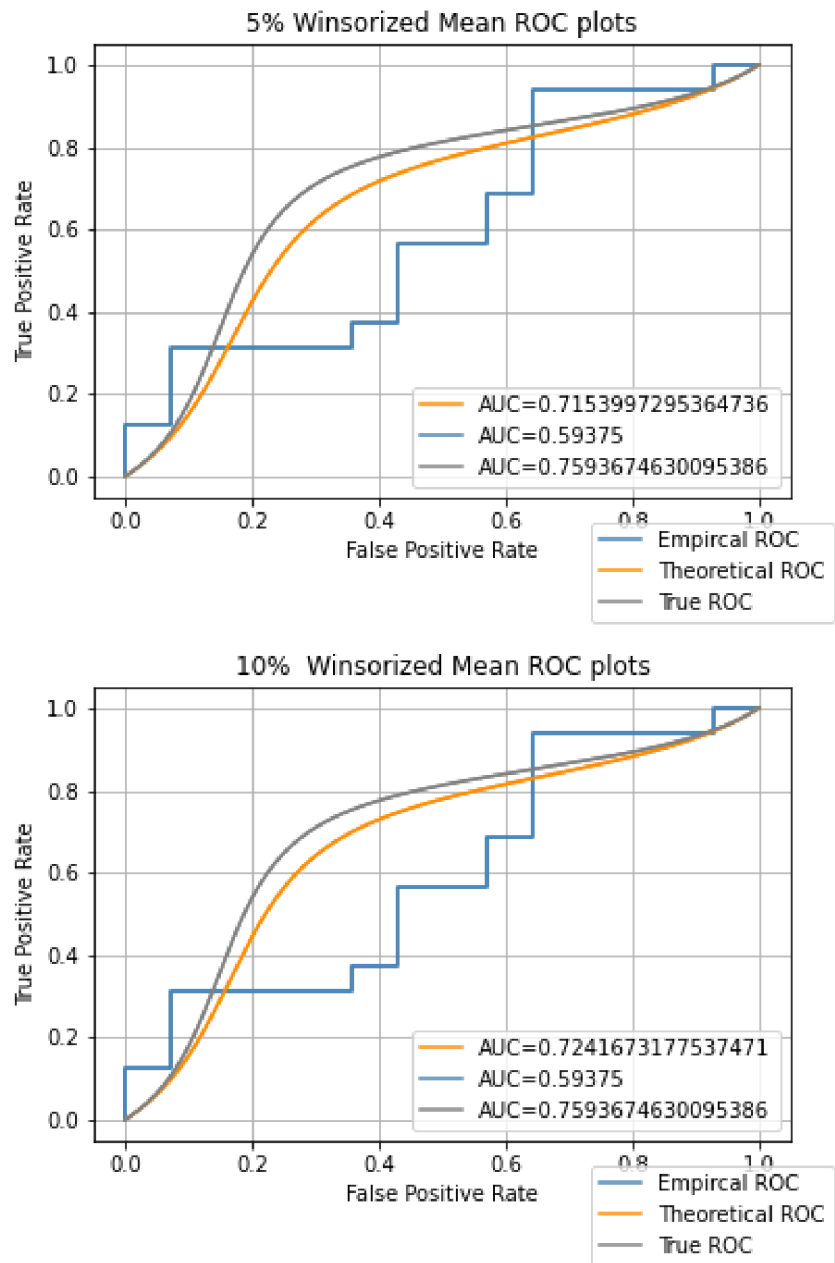 5% Winsorized Mean ROC plots
1.0
0.8
0.6
0.4
0.2
0.0
True Positive Rate
AUC=0.7153997295364736
AUC=0.59375
AUC=0.7593674630095386
0.0 0.2 0.4 0.6 0.8 1.0
False Positive Rate
Empircal ROC
Theoretical ROC
True ROC
10% Winsorized Mean ROC plots
1.0
0.8
0.6
0.4
0.2
0.0
True Positive Rate
AUC=0.7241673177537471
AUC=0.59375
AUC=0.7593674630095386
0.0 0.2 0.4 0.6 0.8 1.0
False Positive Rate
Empircal ROC
Theoretical ROC
True ROC